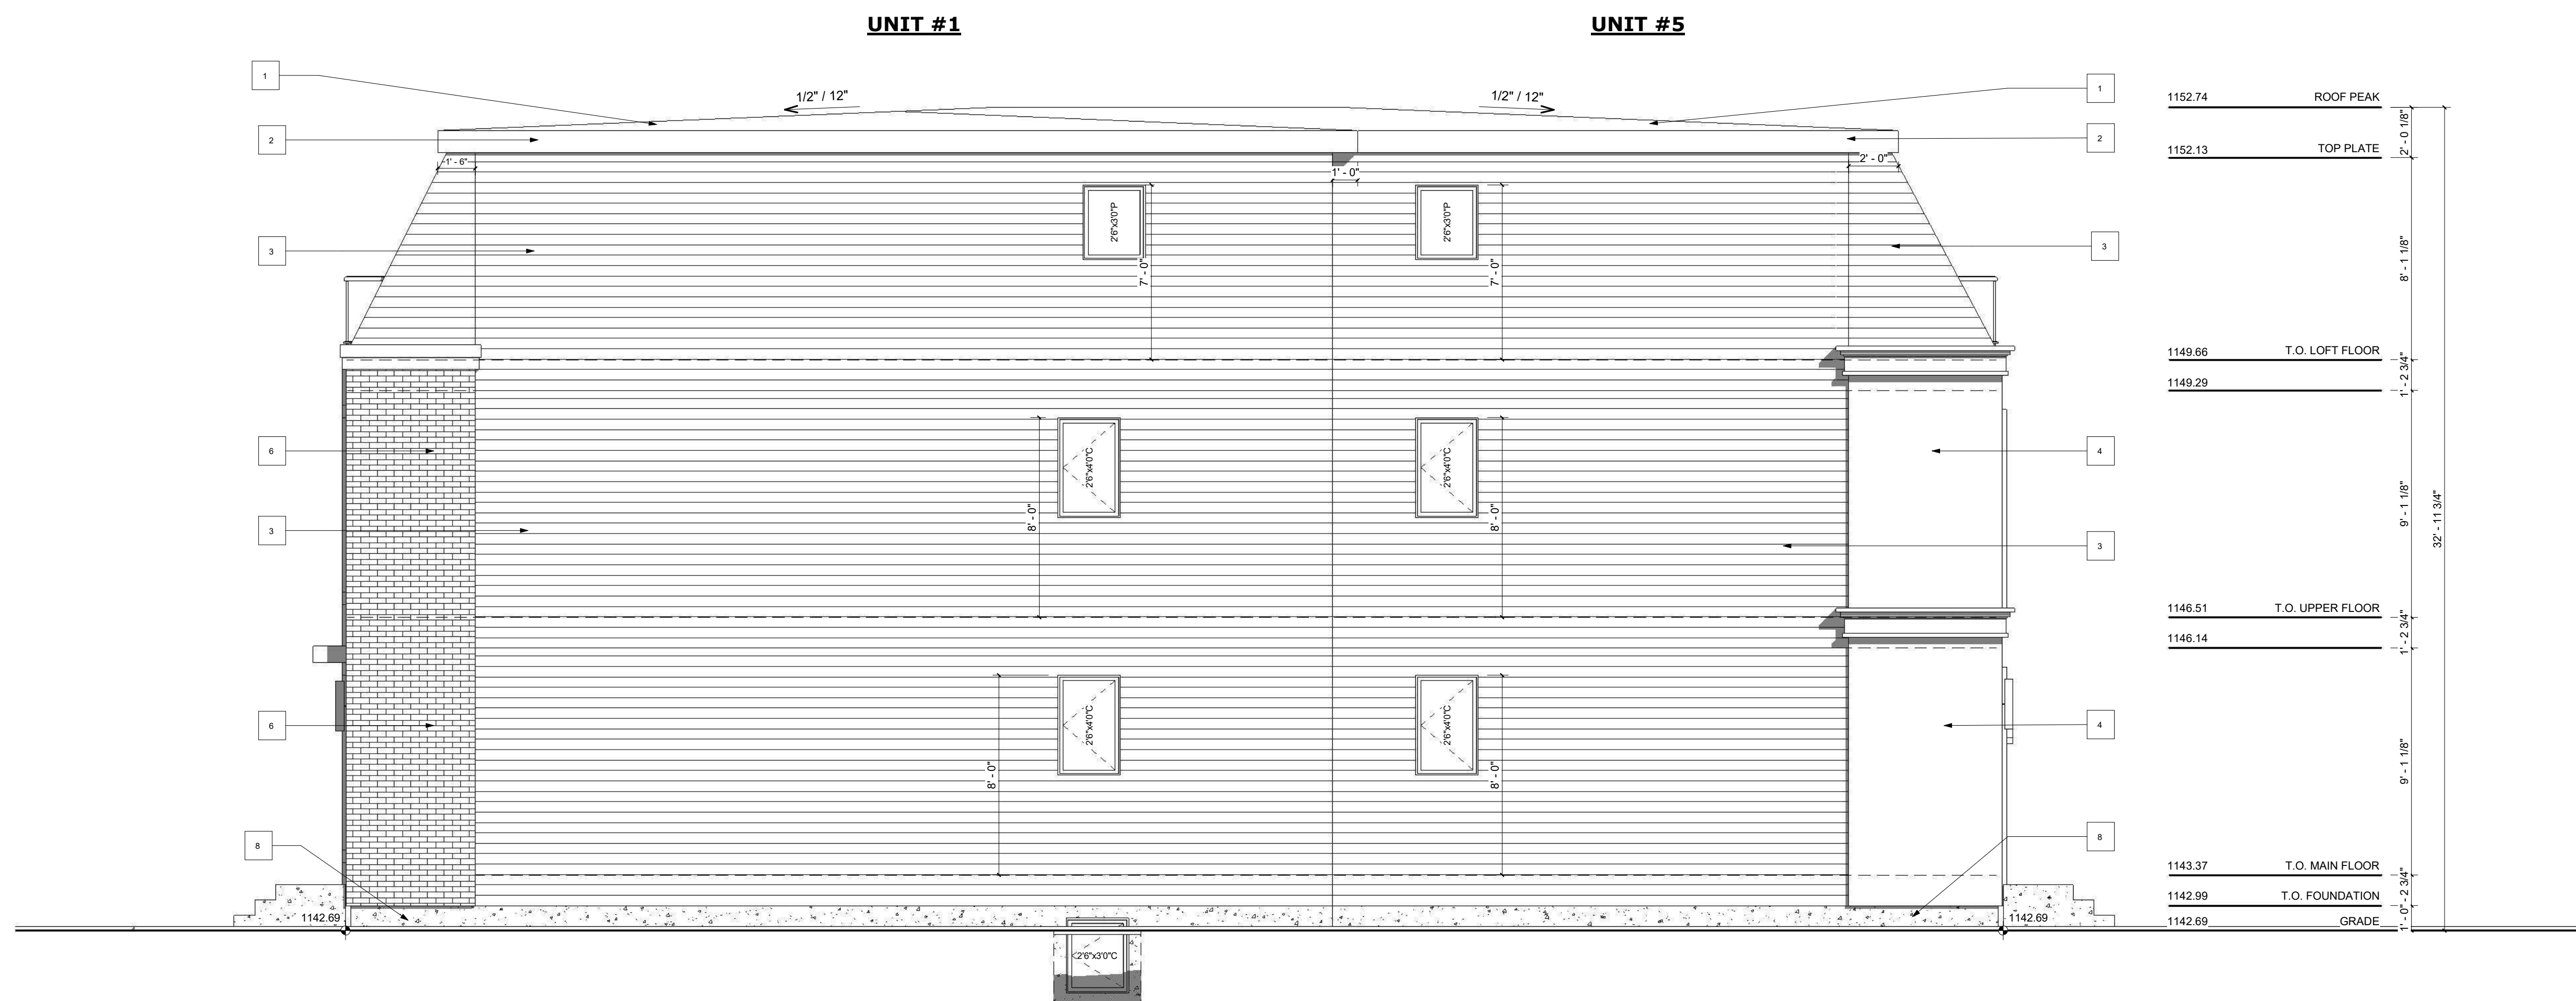 UNIT #1 UNIT #5
1 1/2" / 12" 1/2" / 12" 1
2 2
1' - 6" 1' - 0" 2' - 0"
2'6"x3'0"P 2'6"x3'0"P
3 3
7' - 0" 7' - 0"
6 4
2'6"x4'0"C 2'6"x4'0"C
8' - 0" 8' - 0"
3 3
6 4
2'6"x4'0"C 2'6"x4'0"C
8' - 0" 8' - 0"
8 8
1142.69 1142.69
2'6"x3'0"C
1152.74 ROOF PEAK
2' - 0 1/8"
1152.13 TOP PLATE
8' - 1 1/8"
1149.66 T.O. LOFT FLOOR
1' - 2 3/4"
1149.29
9' - 1 1/8"
32' - 11 3/4"
1146.51 T.O. UPPER FLOOR
1' - 2 3/4"
1146.14
9' - 1 1/8"
1143.37 T.O. MAIN FLOOR
1' - 2 3/4"
1142.99 T.O. FOUNDATION
1' - 0"
1142.69 GRADE